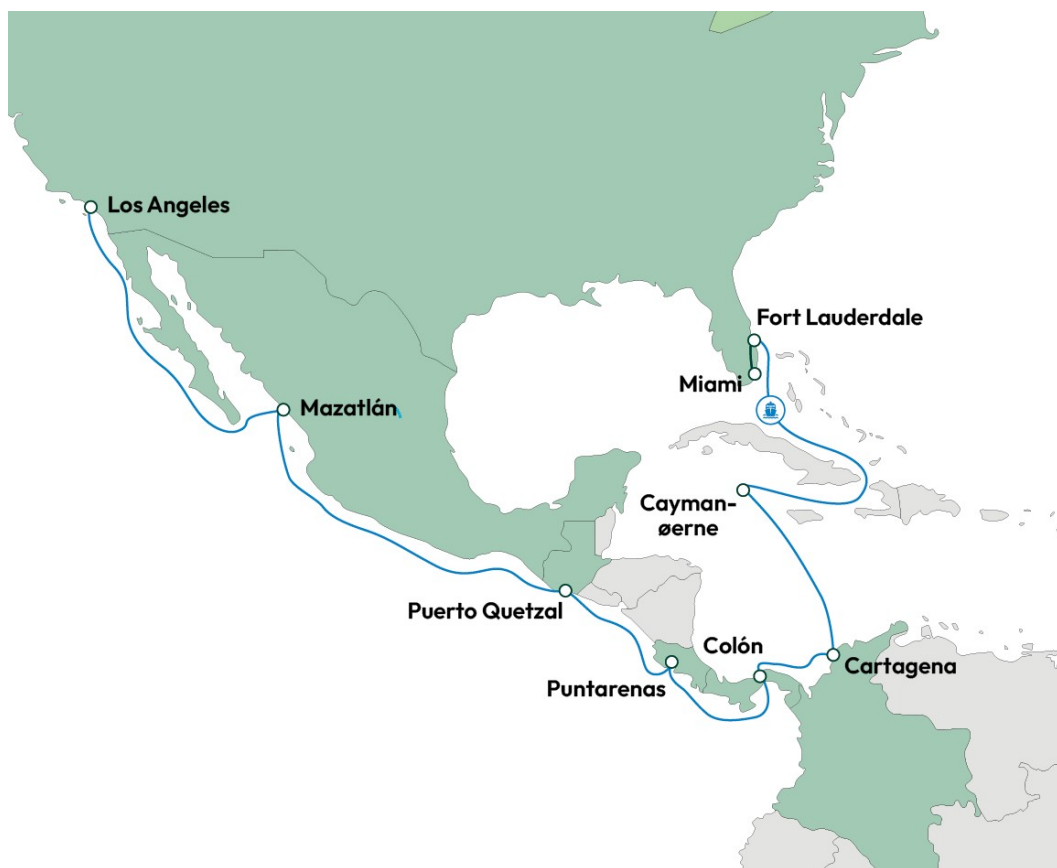 Los Angeles
Fort Lauderdale
Miami
Mazatlán
Cayman-
øerne
Puerto Quetzal
Colón
Cartagena
Puntarenas